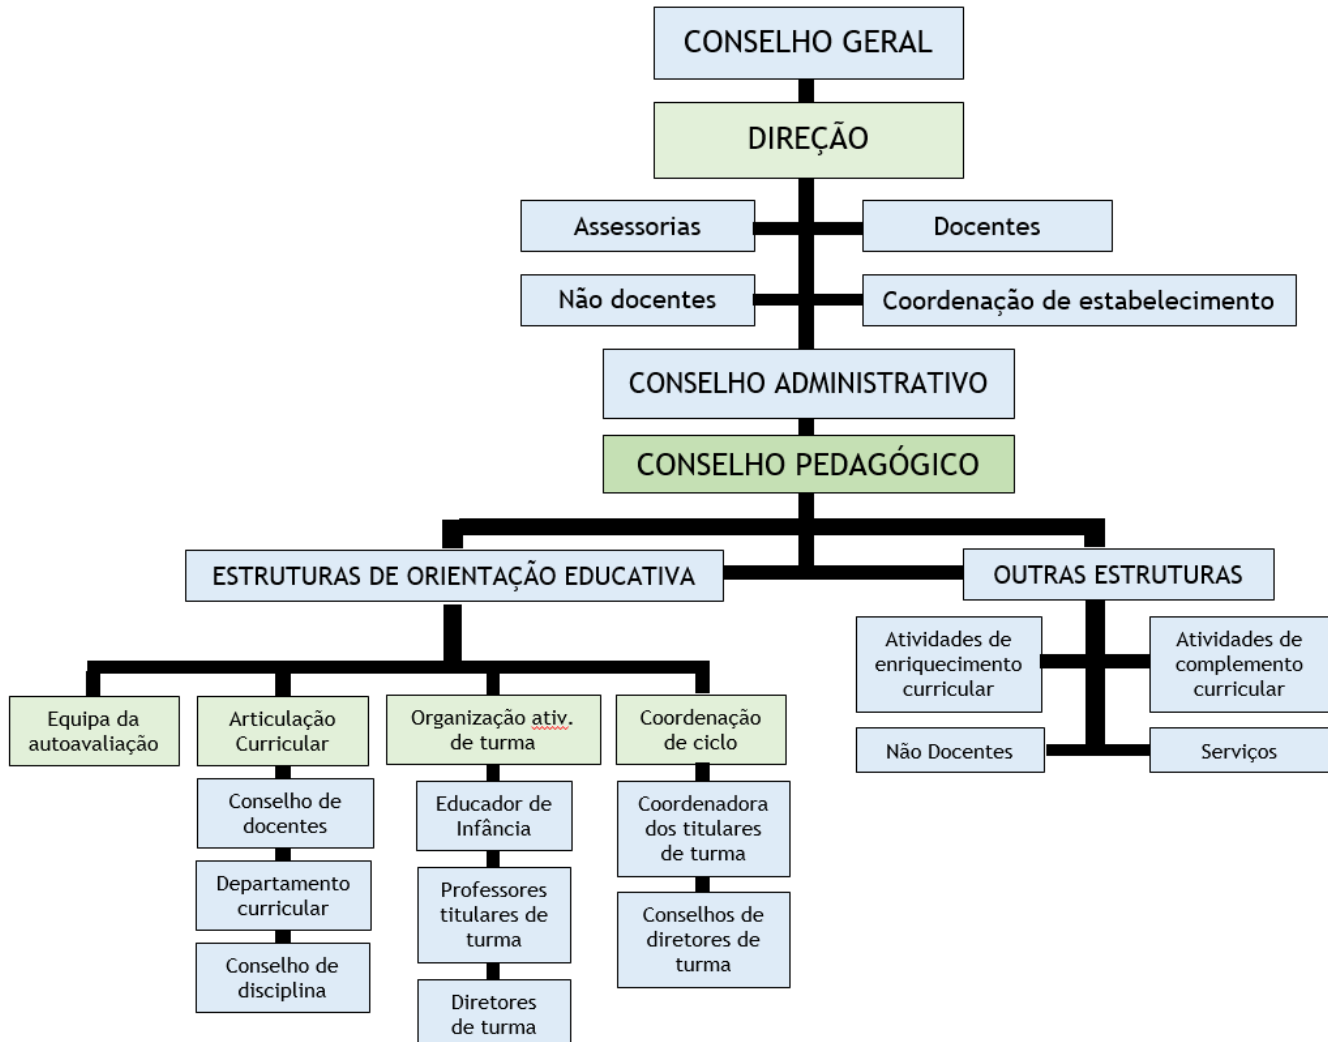 CONSELHO GERAL
DIREÇÃO
Assessorias
Docentes
Não docentes
Coordenação de estabelecimento
CONSELHO ADMINISTRATIVO
CONSELHO PEDAGÓGICO
ESTRUTURAS DE ORIENTAÇÃO EDUCATIVA
OUTRAS ESTRUTURAS
Equipa da
autoavaliação
Articulação
Curricular
Conselho de
docentes
Departamento
curricular
Conselho de
disciplina
Organização ativ.
de turma
Educador de
Infância
Professores
titulares de
turma
Diretores
de turma
Coordenação
de ciclo
Coordenadora
dos titulares
de turma
Conselhos de
diretores de
turma
Atividades de
enriquecimento
curricular
Atividades de
complemento
curricular
Não Docentes
Serviços